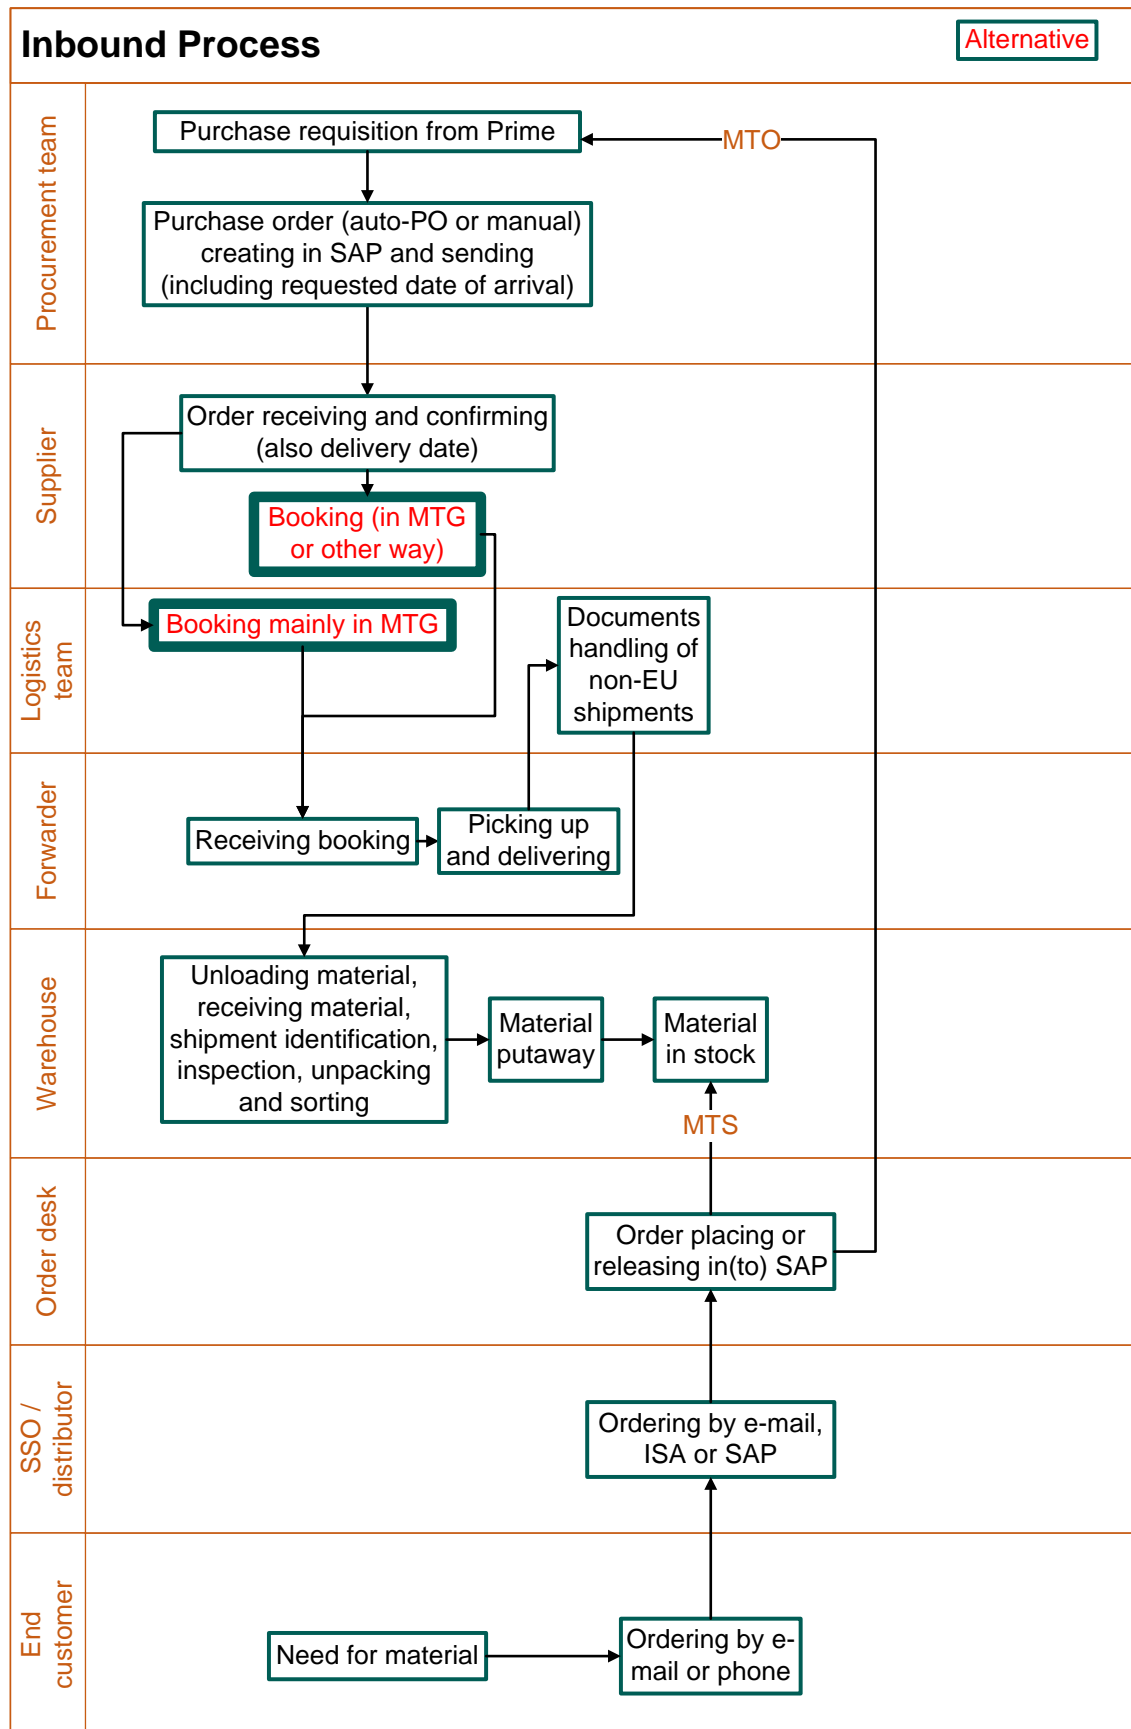 Inbound Process
Alternative
Procurement team
Purchase requisition from Prime
MTO
Purchase order (auto-PO or manual)
creating in SAP and sending
(including requested date of arrival)
Supplier
Order receiving and confirming
(also delivery date)
Booking (in MTG
or other way)
Logistics
team
Booking mainly in MTG
Documents
handling of
non-EU
shipments
Forwarder
Receiving booking
Picking up
and delivering
Warehouse
Unloading material,
receiving material,
shipment identification,
inspection, unpacking
and sorting
Material
putaway
Material
in stock
MTS
Order desk
Order placing or
releasing in(to) SAP
SSO /
distributor
Ordering by e-mail,
ISA or SAP
End
customer
Need for material
Ordering by e-
mail or phone